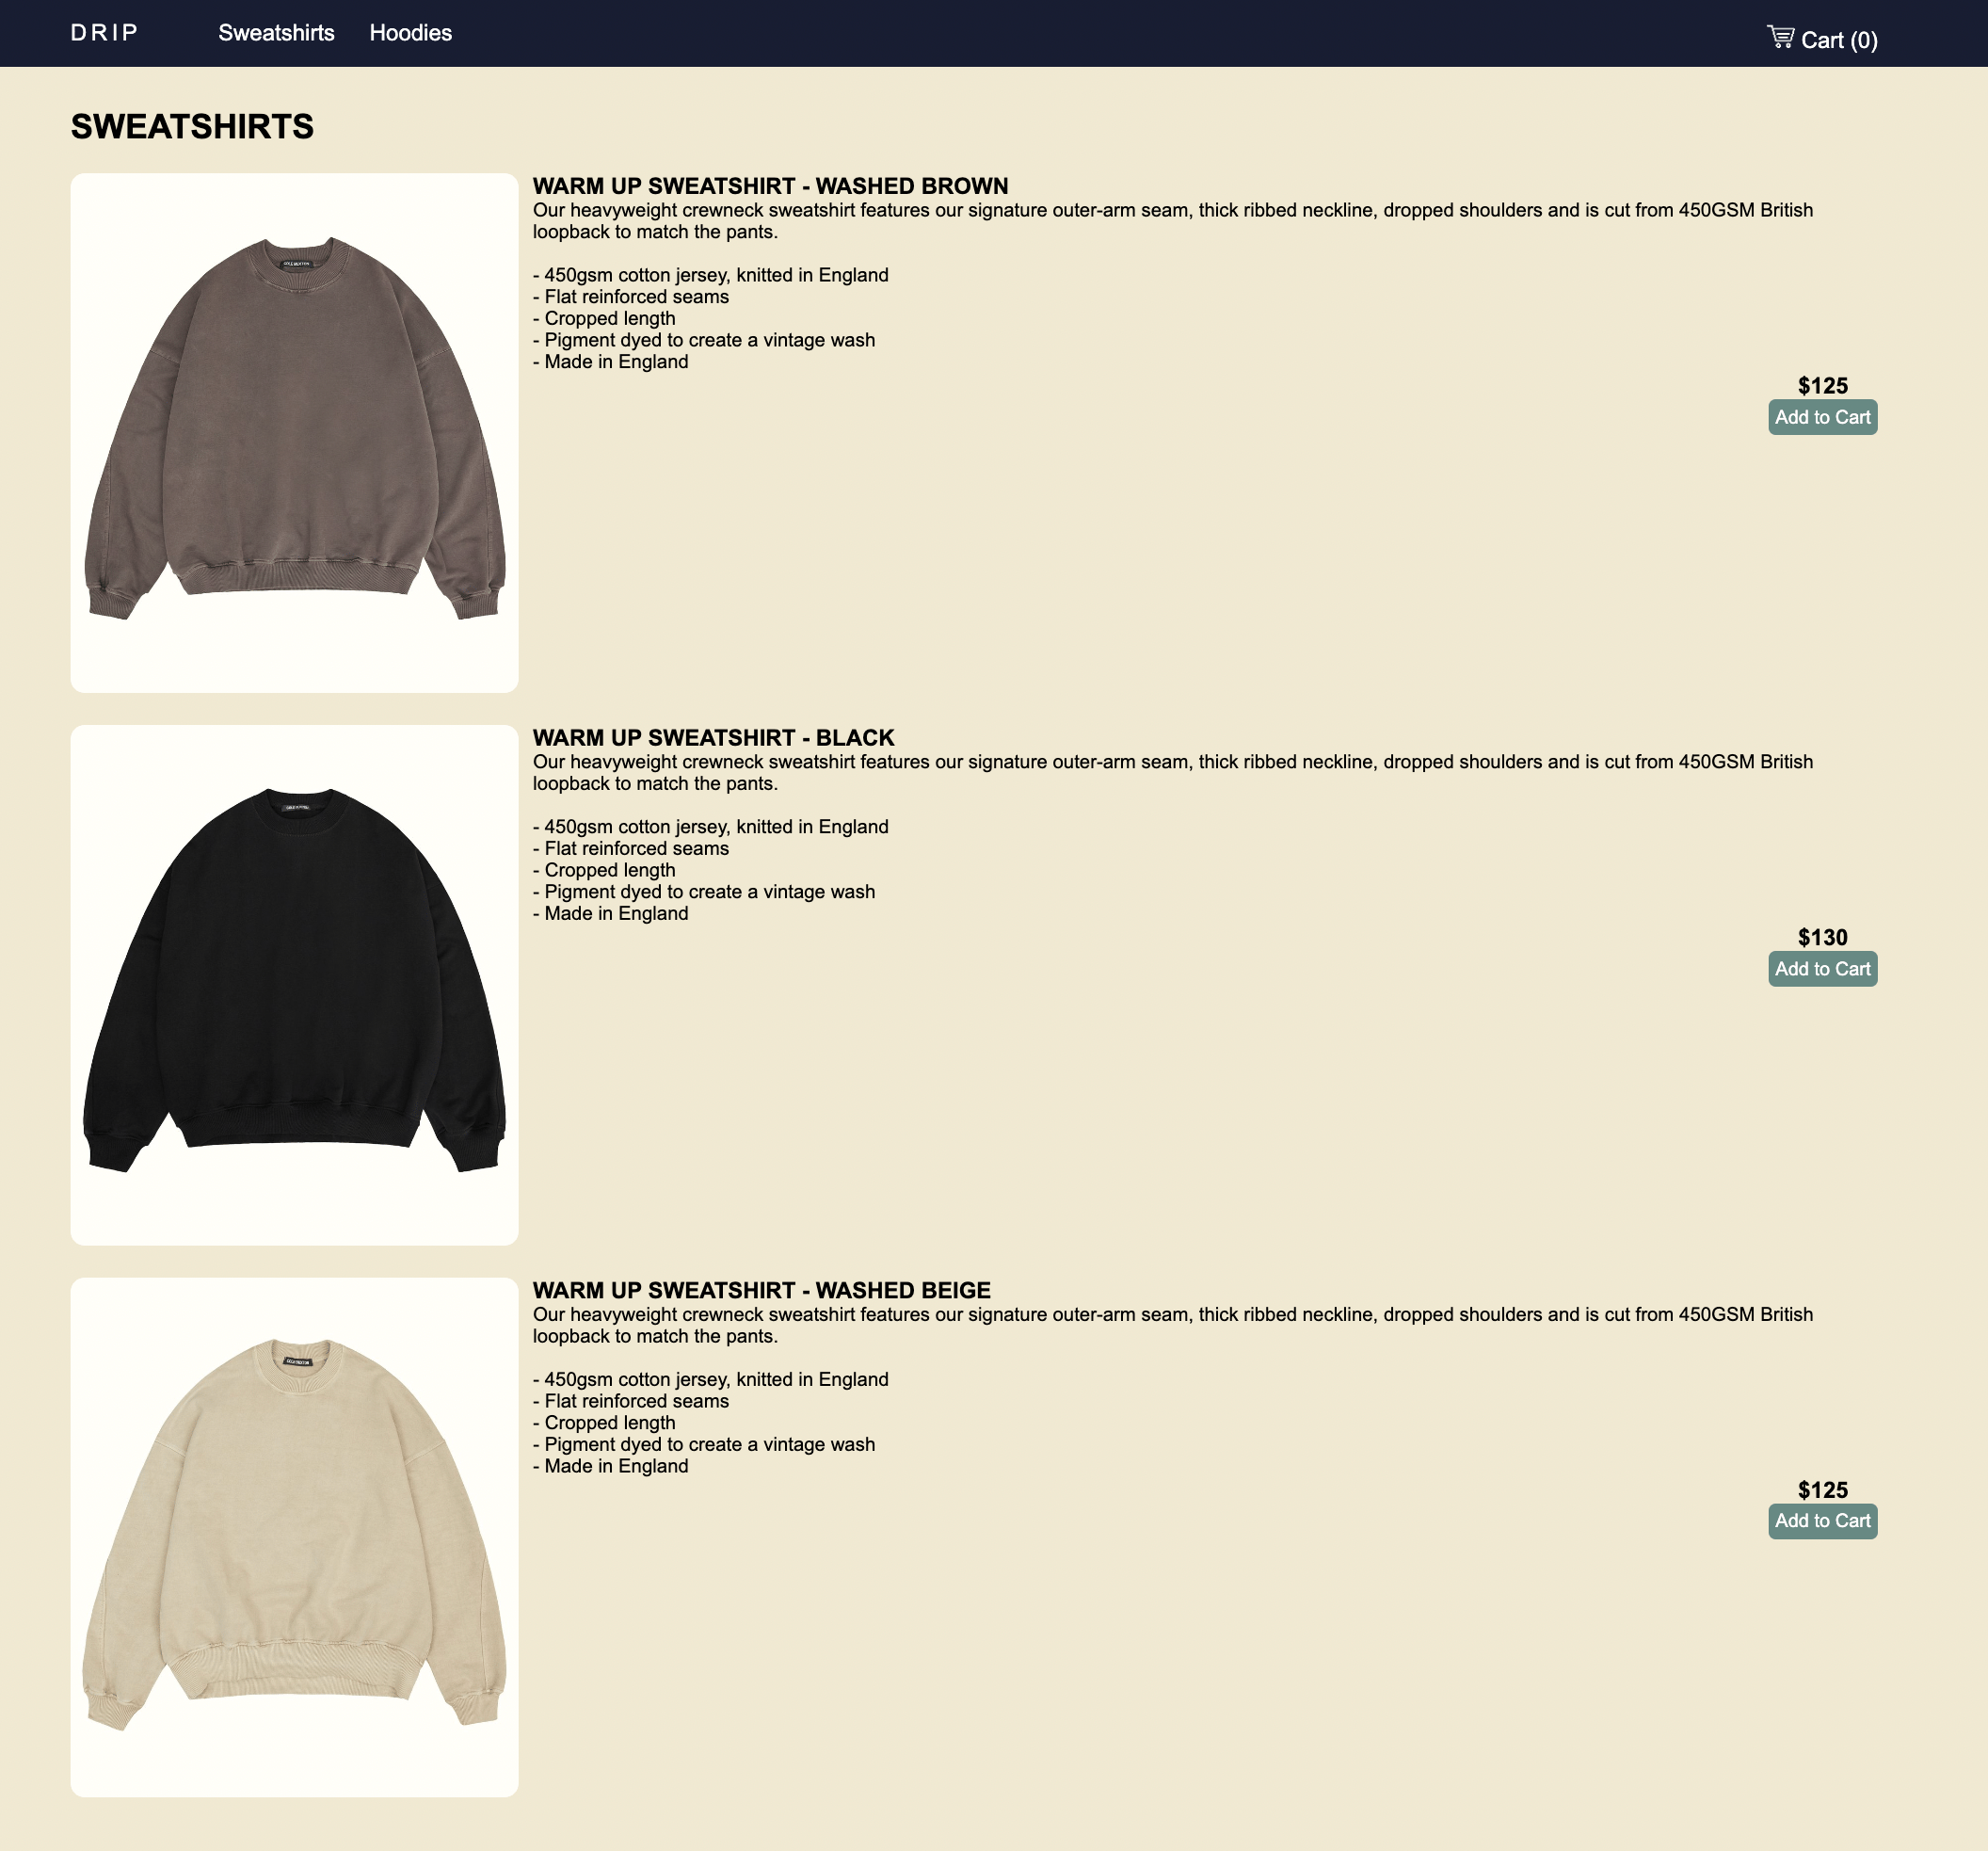 DRIP
Sweatshirts
Hoodies
Cart (0)
SWEATSHIRTS
WARM UP SWEATSHIRT - WASHED BROWN
Our heavyweight crewneck sweatshirt features our signature outer-arm seam, thick ribbed neckline, dropped shoulders and is cut from 450GSM British
loopback to match the pants.
- 450gsm cotton jersey, knitted in England
- Flat reinforced seams
- Cropped length
- Pigment dyed to create a vintage wash
- Made in England
$125
Add to Cart
WARM UP SWEATSHIRT - BLACK
Our heavyweight crewneck sweatshirt features our signature outer-arm seam, thick ribbed neckline, dropped shoulders and is cut from 450GSM British
loopback to match the pants.
- 450gsm cotton jersey, knitted in England
- Flat reinforced seams
- Cropped length
- Pigment dyed to create a vintage wash
- Made in England
$130
Add to Cart
WARM UP SWEATSHIRT - WASHED BEIGE
Our heavyweight crewneck sweatshirt features our signature outer-arm seam, thick ribbed neckline, dropped shoulders and is cut from 450GSM British
loopback to match the pants.
- 450gsm cotton jersey, knitted in England
- Flat reinforced seams
- Cropped length
- Pigment dyed to create a vintage wash
- Made in England
$125
Add to Cart